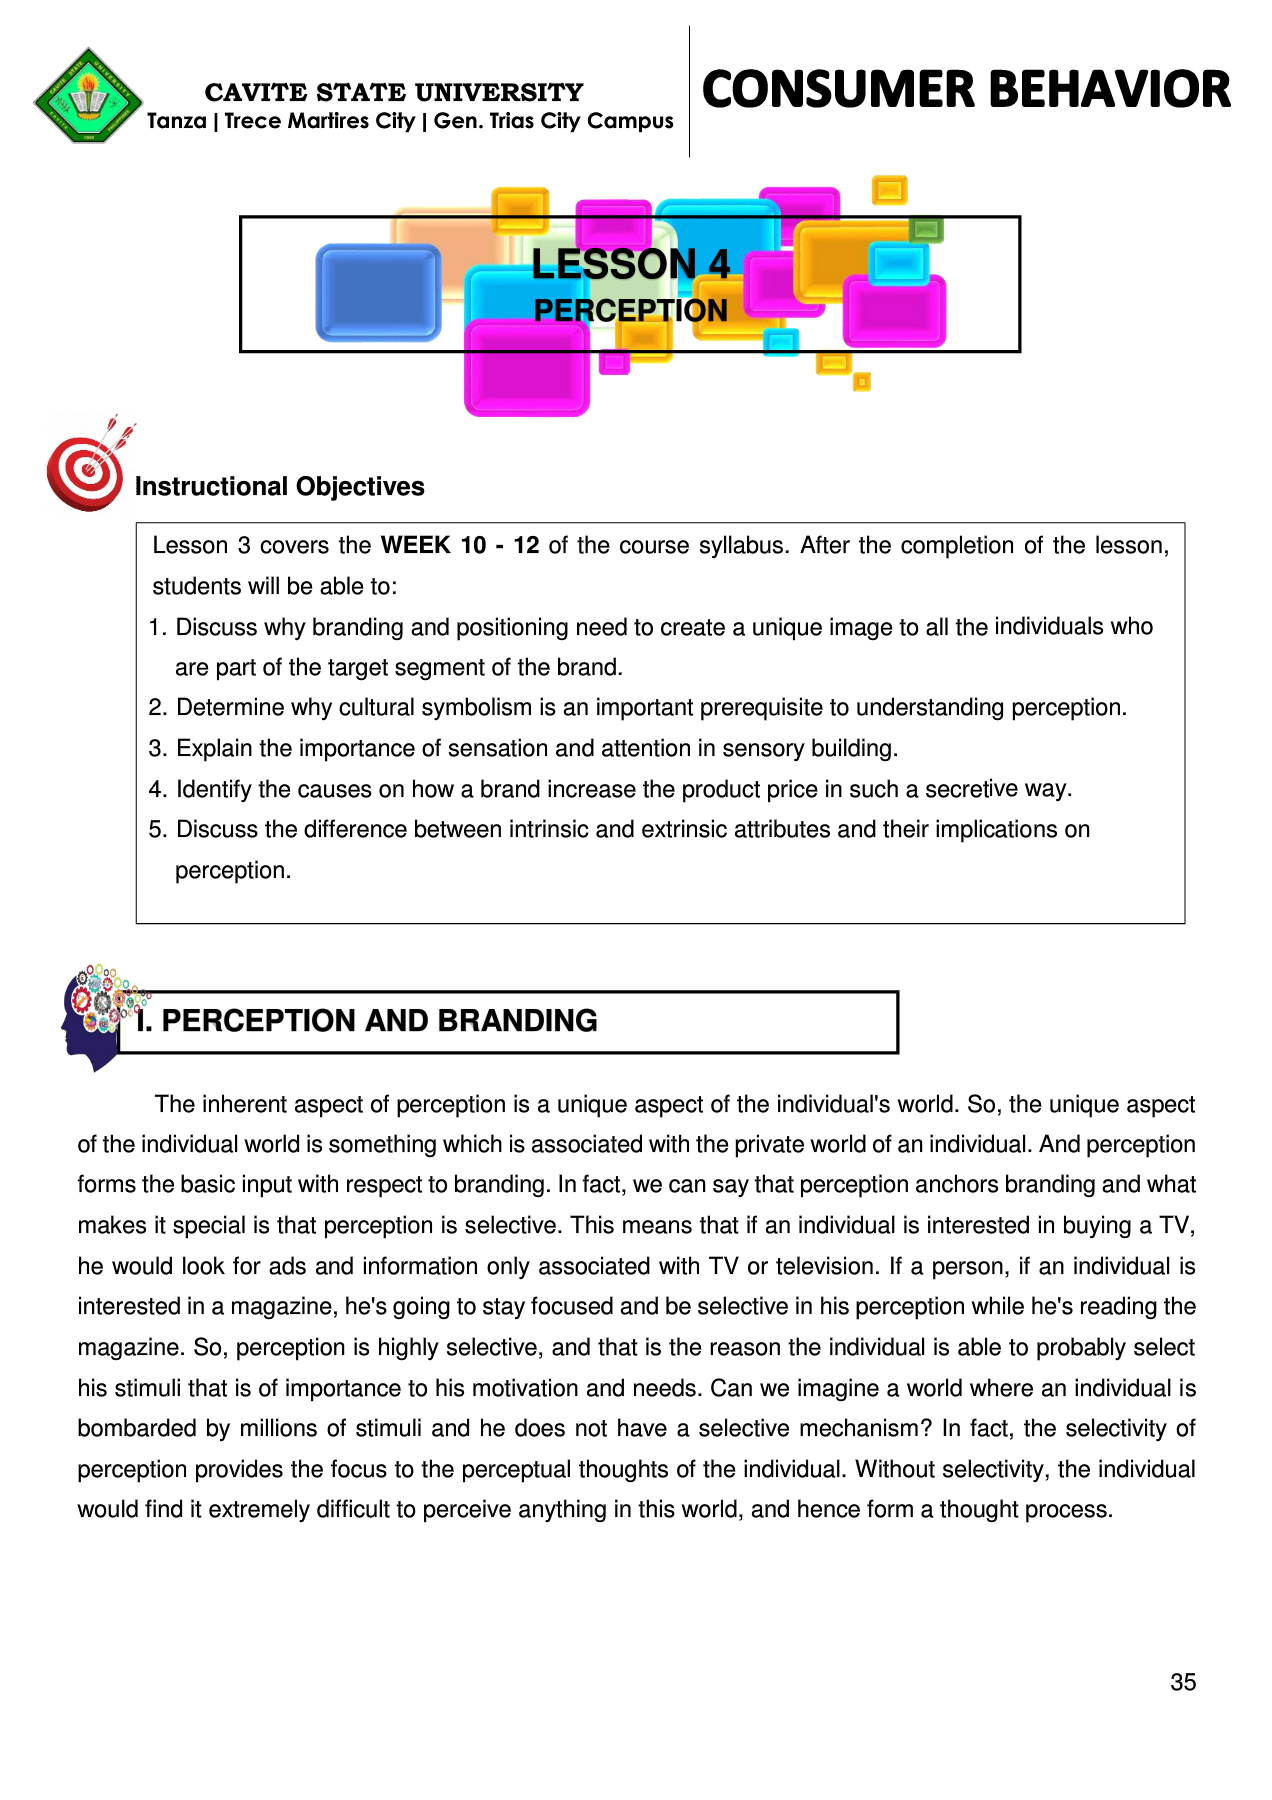 CAVITE STATE UNIVERSITY
Tanza | Trece Martires City | Gen. Trias City Campus
CONSUMER BEHAVIOR
LESSON 4
PERCEPTION
Instructional Objectives
Lesson 3 covers the WEEK 10 - 12 of the course syllabus. After the completion of the lesson,
students will be able to:
1. Discuss why branding and positioning need to create a unique image to all the individuals who
are part of the target segment of the brand.
2. Determine why cultural symbolism is an important prerequisite to understanding perception.
3. Explain the importance of sensation and attention in sensory building.
4. Identify the causes on how a brand increase the product price in such a secretive way.
5. Discuss the difference between intrinsic and extrinsic attributes and their implications on
perception.
I. PERCEPTION AND BRANDING
The inherent aspect of perception is a unique aspect of the individual's world. So, the unique aspect
of the individual world is something which is associated with the private world of an individual. And perception
forms the basic input with respect to branding. In fact, we can say that perception anchors branding and what
makes it special is that perception is selective. This means that if an individual is interested in buying a TV,
he would look for ads and information only associated with TV or television. If a person, if an individual is
interested in a magazine, he's going to stay focused and be selective in his perception while he's reading the
magazine. So, perception is highly selective, and that is the reason the individual is able to probably select
his stimuli that is of importance to his motivation and needs. Can we imagine a world where an individual is
bombarded by millions of stimuli and he does not have a selective mechanism? In fact, the selectivity of
perception provides the focus to the perceptual thoughts of the individual. Without selectivity, the individual
would find it extremely difficult to perceive anything in this world, and hence form a thought process.
35